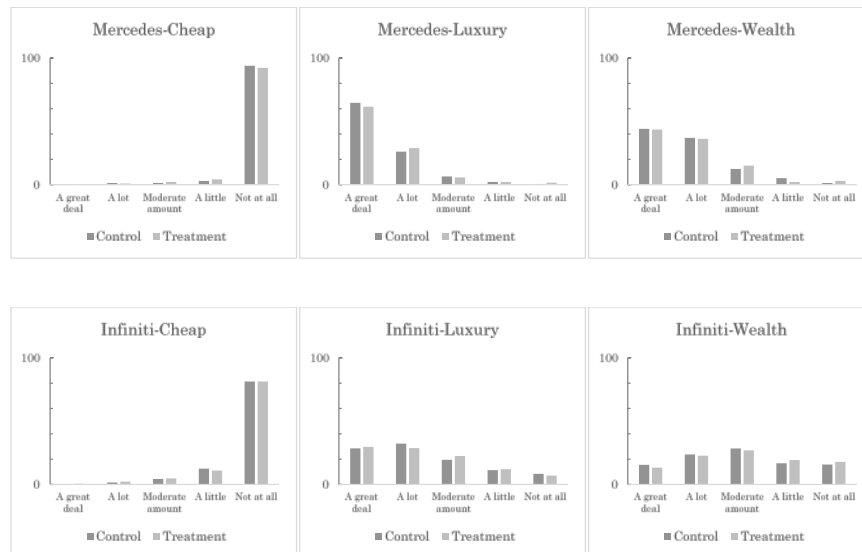 Mercedes-Cheap
100
0
A great deal
A lot
Moderate amount
A little
Not at all
■ Control ■ Treatment
Mercedes-Luxury
100
0
A great deal
A lot
Moderate amount
A little
Not at all
■ Control ■ Treatment
Mercedes-Wealth
100
0
A great deal
A lot
Moderate amount
A little
Not at all
■ Control ■ Treatment
Infiniti-Cheap
100
0
A great deal
A lot
Moderate amount
A little
Not at all
■ Control ■ Treatment
Infiniti-Luxury
100
0
A great deal
A lot
Moderate amount
A little
Not at all
■ Control ■ Treatment
Infiniti-Wealth
100
0
A great deal
A lot
Moderate amount
A little
Not at all
■ Control ■ Treatment